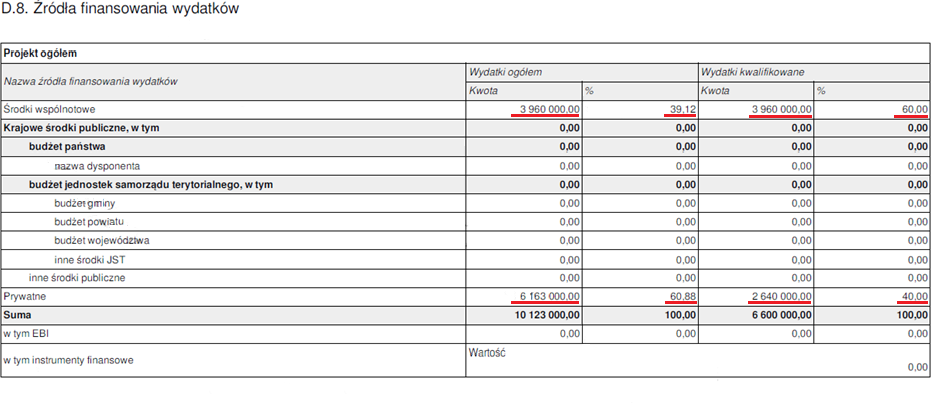 D.8. Źródła finansowania wydatków
Projekt ogółem
Nazwa źródła finansowania wydatków Wydatki ogółem Wydatki kwalifikowane
Kwota % Kwota %
Środki wspólnotowe 3 960 000,00 39,12 3 960 000,00 60,00
Krajowe środki publiczne, w tym 0,00 0,00 0,00 0,00
budżet państwa 0,00 0,00 0,00 0,00
nazwa dysponenta 0,00 0,00 0,00 0,00
budżet jednostek samorządu terytorialnego, w tym 0,00 0,00 0,00 0,00
budżet gminy 0,00 0,00 0,00 0,00
budżet powiatu 0,00 0,00 0,00 0,00
budżet województwa 0,00 0,00 0,00 0,00
inne środki JST 0,00 0,00 0,00 0,00
inne środki publiczne 0,00 0,00 0,00 0,00
Prywatne 6 163 000,00 60,88 2 640 000,00 40,00
Suma 10 123 000,00 100,00 6 600 000,00 100,00
w tym EBI 0,00 0,00 0,00 0,00
w tym instrumenty finansowe Wartość
0,00